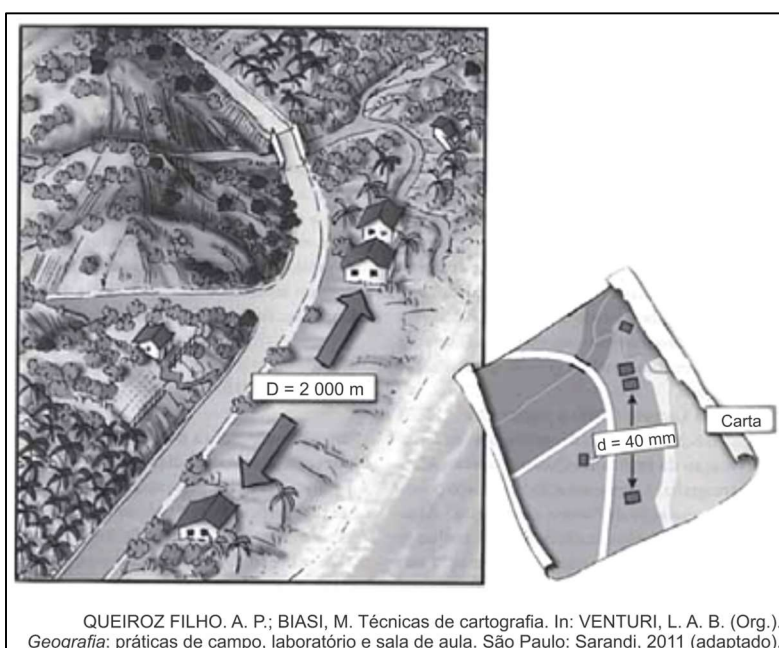 D = 2 000 m
Carta
d = 40 mm
QUEIROZ FILHO. A. P.; BIASI, M. Técnicas de cartografia. In: VENTURI, L. A. B. (Org.).
Geografia: práticas de campo, laboratório e sala de aula. São Paulo: Sarandi, 2011 (adaptado).